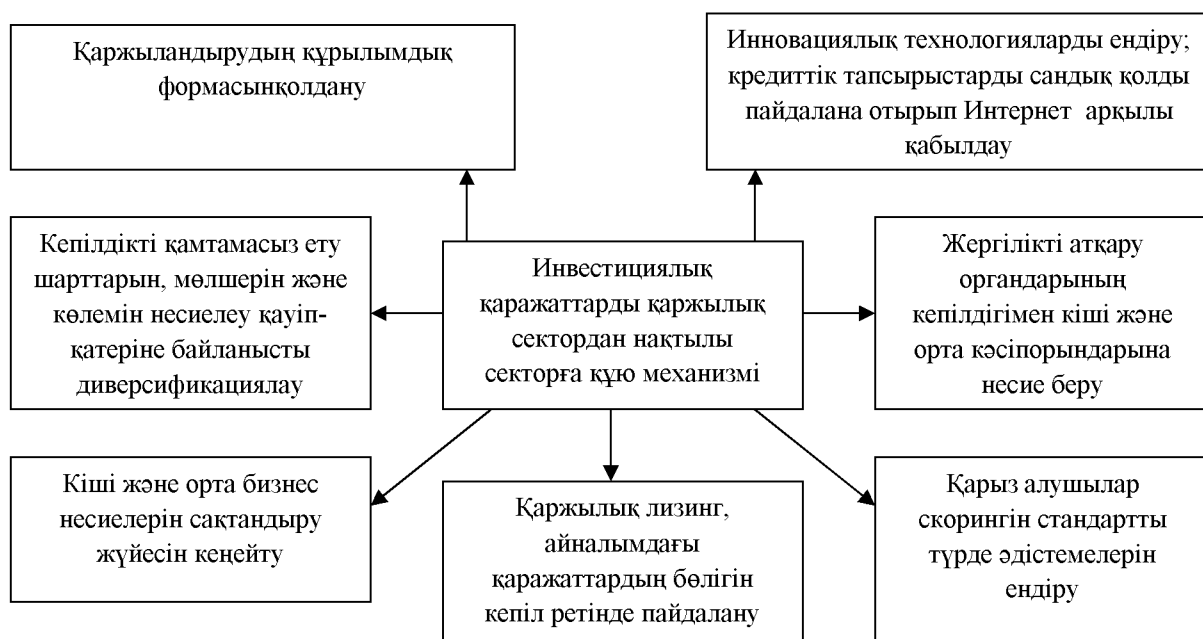 Қаржыландырудың құрылымдық
формасынқолдану
Инновациялық технологияларды ендіру;
кредиттік тапсырыстарды сандық қолды
пайдалана отырып Интернет арқылы
қабылдау
Кепілдікті қамтамасыз ету
шарттарын, мөлшерін және
көлемін несиелеу қауіп-
қатеріне байланысты
диверсификациялау
Инвестициялық
қаражаттарды қаржылық
сектордан нақтылы
секторға құю механизмі
Жергілікті атқару
органдарының
кепілдігімен кіші және
орта кәсіпорындарына
несие беру
Кіші және орта бизнес
несиелерін сақтандыру
жүйесін кеңейту
Қаржылық лизинг,
айналымдағы
қаражаттардың бөлігін
кепіл ретінде пайдалану
Қарыз алушылар
скорингін стандартты
түрде әдістемелерін
ендіру